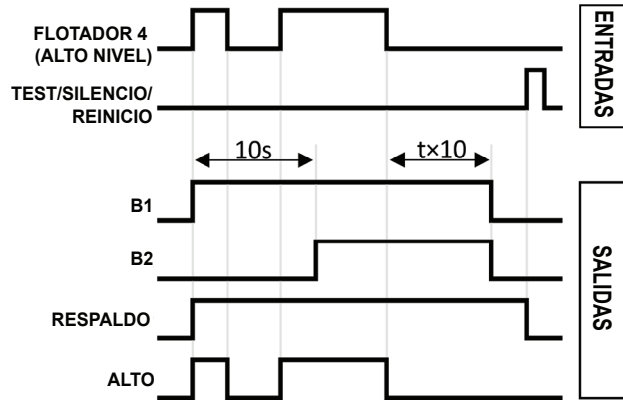 FLOTADOR 4
(ALTO NIVEL)
TEST/SILENCIO/
REINICIO
ENTRADAS
10s
t×10
B1
B2
RESPALDO
ALTO
SALIDAS